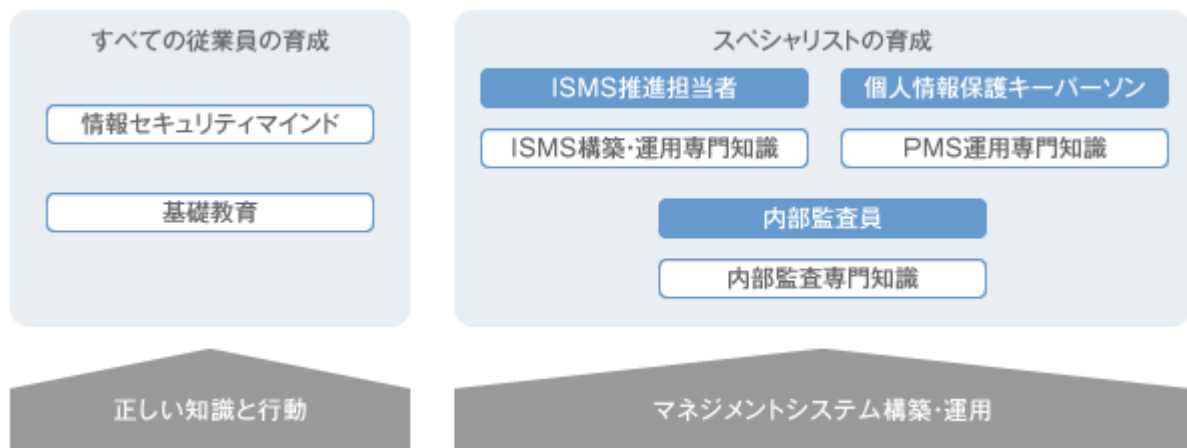 すべての従業員の育成
情報セキュリティマインド
基礎教育
正しい知識と行動
スペシャリストの育成
ISMS推進担当者
個人情報保護キーパーソン
ISMS構築・運用専門知識
PMS運用専門知識
内部監査員
内部監査専門知識
マネジメントシステム構築・運用